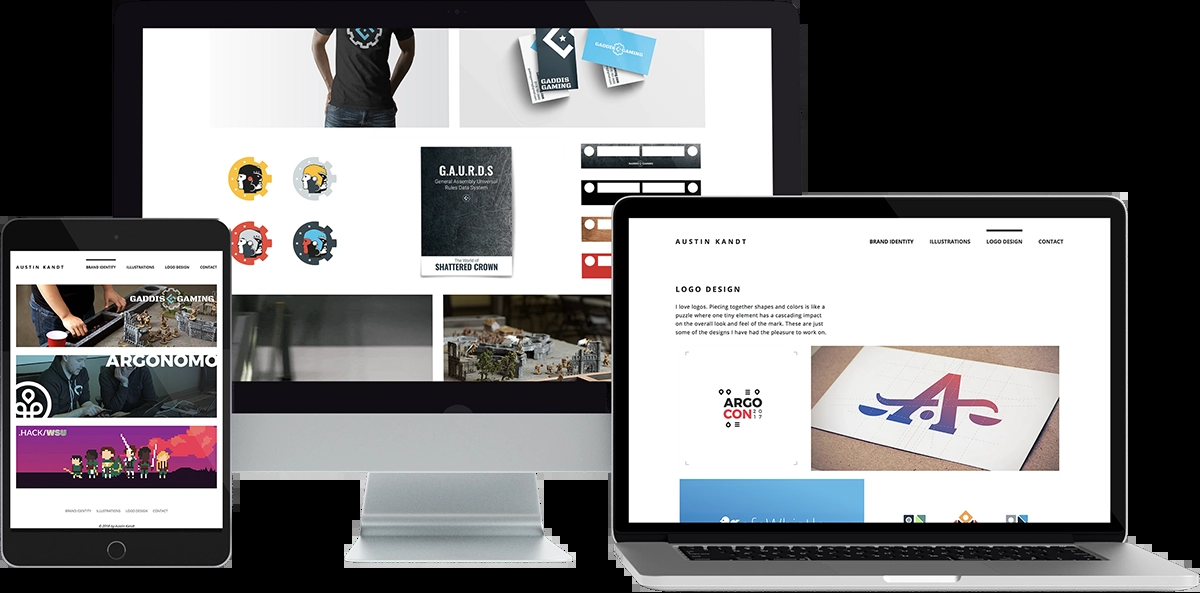 GADDIS
GAMING
GADDIS GAMING
G.A.U.R.D.S
General Assembly Universal
Rules Data System
The World of
SHATTERED CROWN
AUSTIN KANDT
BRAND IDENTITY ILLUSTRATIONS LOGO DESIGN CONTACT
GADDIS GAMING
ARGONOMO
.HACK/WSU
BRAND IDENTITY ILLUSTRATIONS LOGO DESIGN CONTACT
© 2018 by Austin Kandt
AUSTIN KANDT
BRAND IDENTITY ILLUSTRATIONS LOGO DESIGN CONTACT
LOGO DESIGN
I love logos. Piecing together shapes and colors is like a
puzzle where one tiny element has a cascading impact
on the overall look and feel of the mark. These are just
some of the designs I have had the pleasure to work on.
ARGO
CON
2017
A